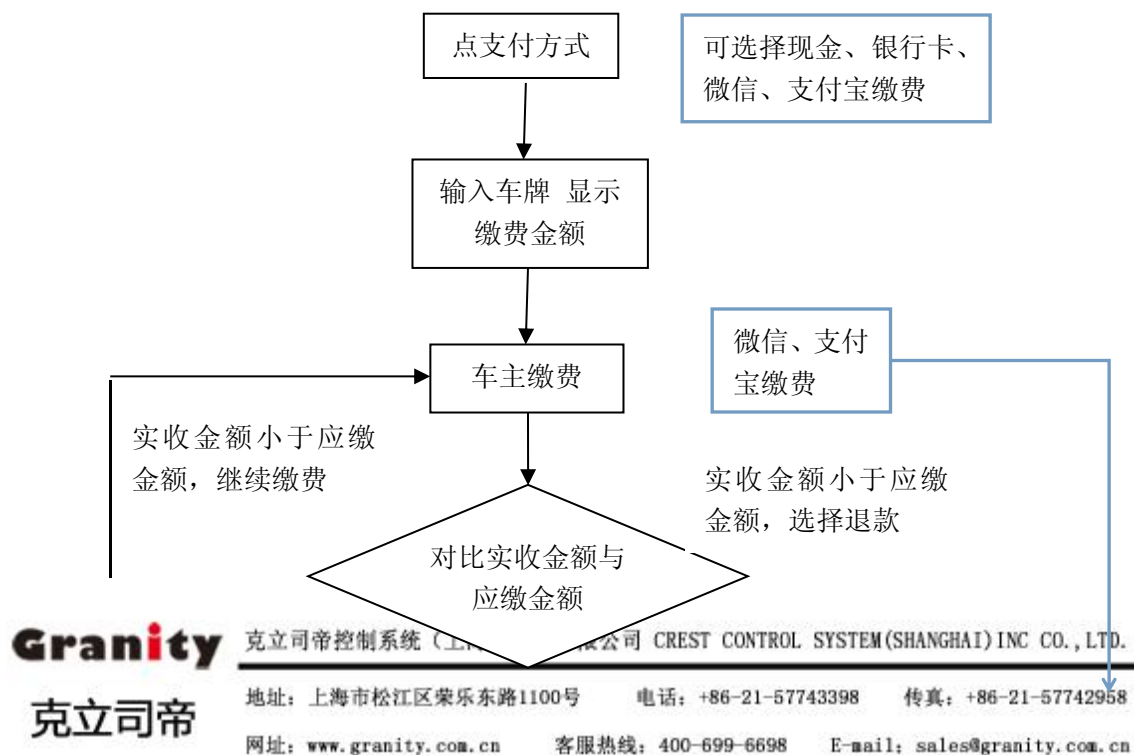 点支付方式
可选择现金、银行卡、
微信、支付宝缴费
输入车牌 显示
缴费金额
微信、支付
宝缴费
车主缴费
实收金额小于应缴
金额，继续缴费
实收金额小于应缴
金额，选择退款
对比实收金额与
应缴金额
Granity
克立司帝
克立司帝控制系统（上 公司 CREST CONTROL SYSTEM(SHANGHAI)INC CO.,LTD.
地址：上海市松江区荣乐东路1100号 电话：+86-21-57743398 传真：+86-21-57742958
网址：www.granity.com.cn 客服热线：400-699-6698 E-mail：sales@granity.com.cn